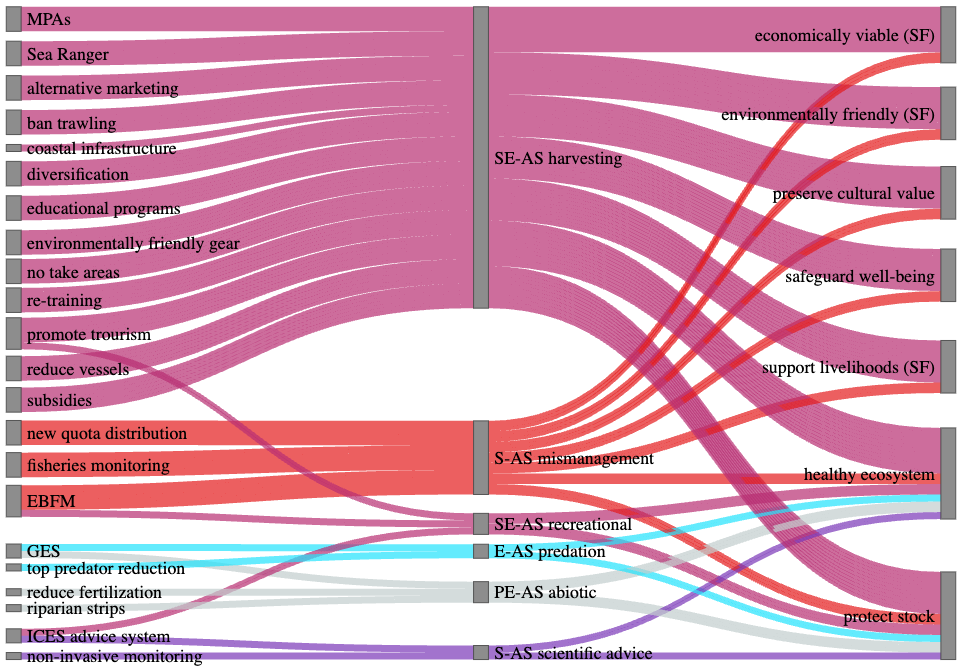 MPAs
Sea Ranger
alternative marketing
ban trawling
coastal infrastructure
diversification
educational programs
environmentally friendly gear
no take areas
re-training
promote trourism
reduce vessels
subsidies
new quota distribution
fisheries monitoring
EBFM
GES
top predator reduction
reduce fertilization
riparian strips
ICES advice system
non-invasive monitoring
SE-AS harvesting
S-AS mismanagement
SE-AS recreational
E-AS predation
PE-AS abiotic
S-AS scientific advice
economically viable (SF)
environmentally friendly (SF)
preserve cultural value
safeguard well-being
support livelihoods (SF)
healthy ecosystem
protect stock